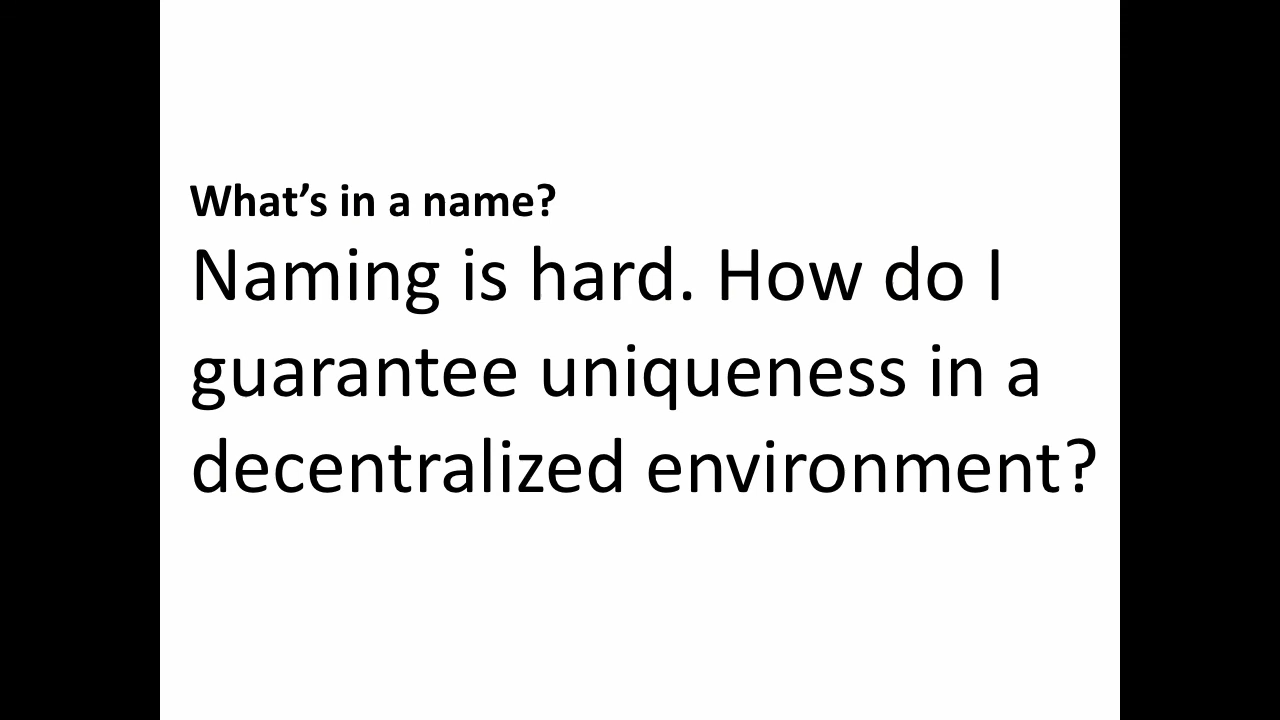 What’s in a name?
Naming is hard. How do I
guarantee uniqueness in a
decentralized environment?